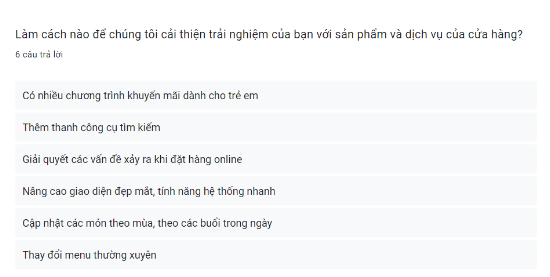 Làm cách nào để chúng tôi cải thiện trải nghiệm của bạn với sản phẩm và dịch vụ của cửa hàng?
6 câu trả lời
Có nhiều chương trình khuyến mãi dành cho trẻ em
Thêm thanh công cụ tìm kiếm
Giải quyết các vấn đề xảy ra khi đặt hàng online
Nâng cao giao diện đẹp mắt, tính năng hệ thống nhanh
Cập nhật các món theo mùa, theo các buổi trong ngày
Thay đổi menu thường xuyên